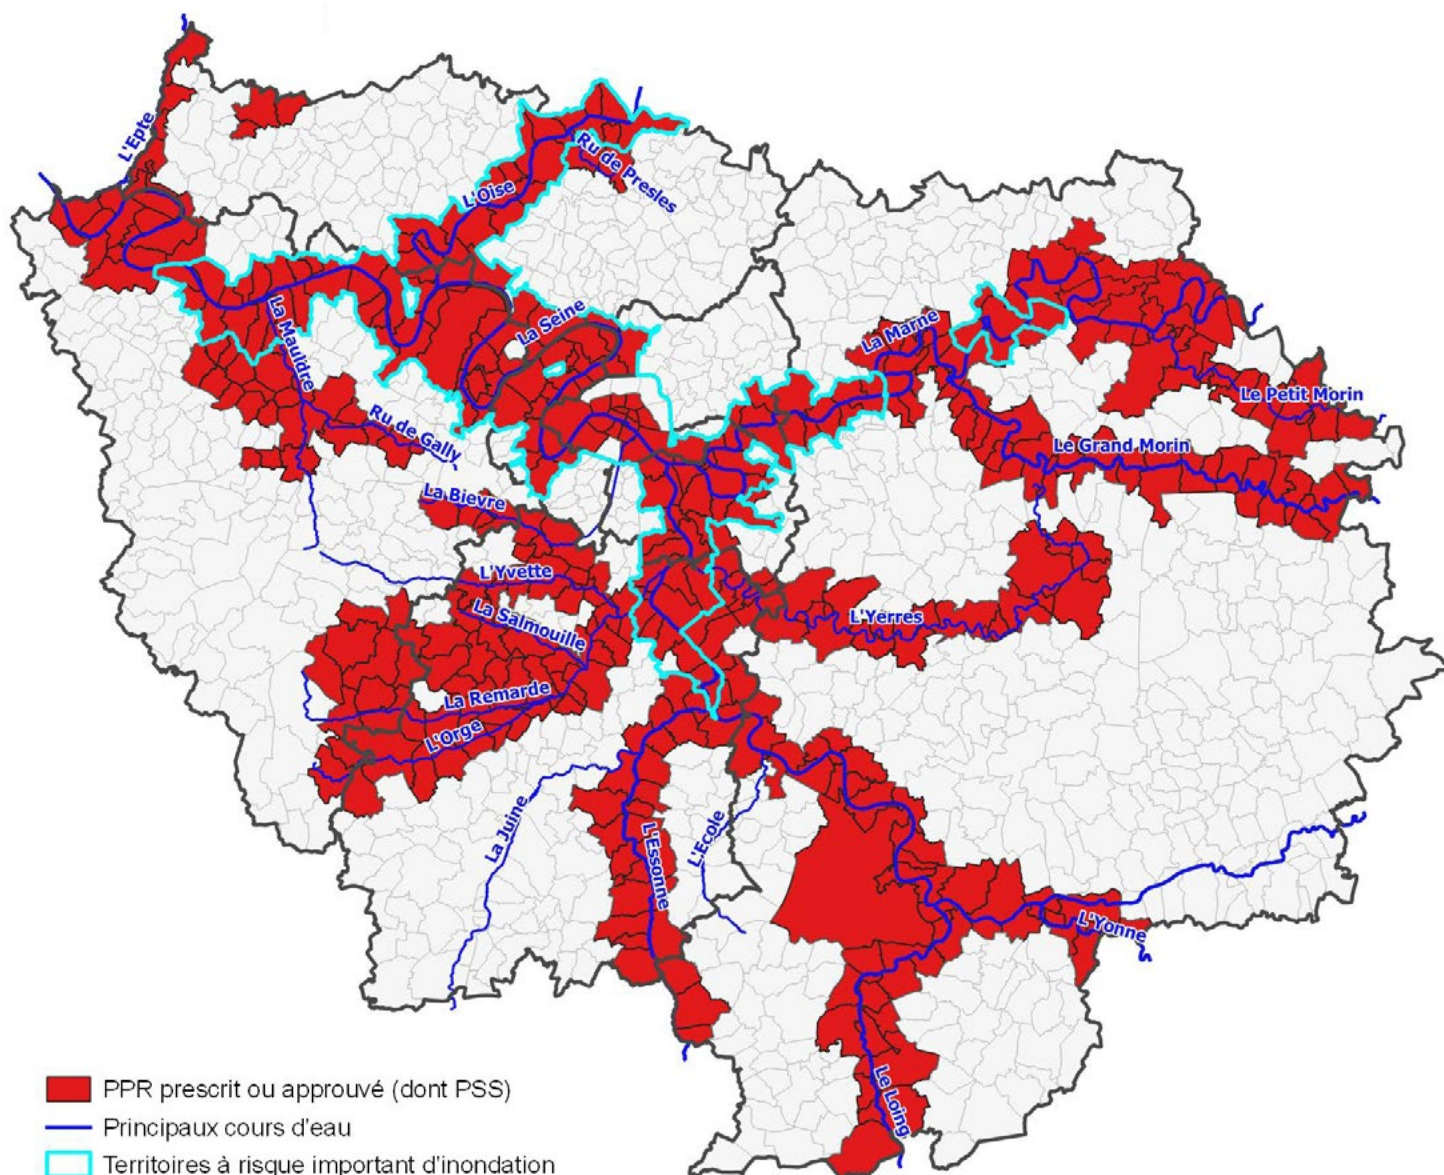 L'Epte
Ru de Presles
L'Oise
La Seine
La Mauldre
La Marne
Le Petit Morin
Ru de Gally
Le Grand Morin
La Bievre
L'Yvette
La Salmouille
L'Yerres
La Remarde
L'Orge
La Juine
L'Essonne
L'Ecole
L'Yonne
Le Loing
PPR prescrit ou approuvé (dont PSS)
Principaux cours d'eau
Territoires à risque important d'inondation